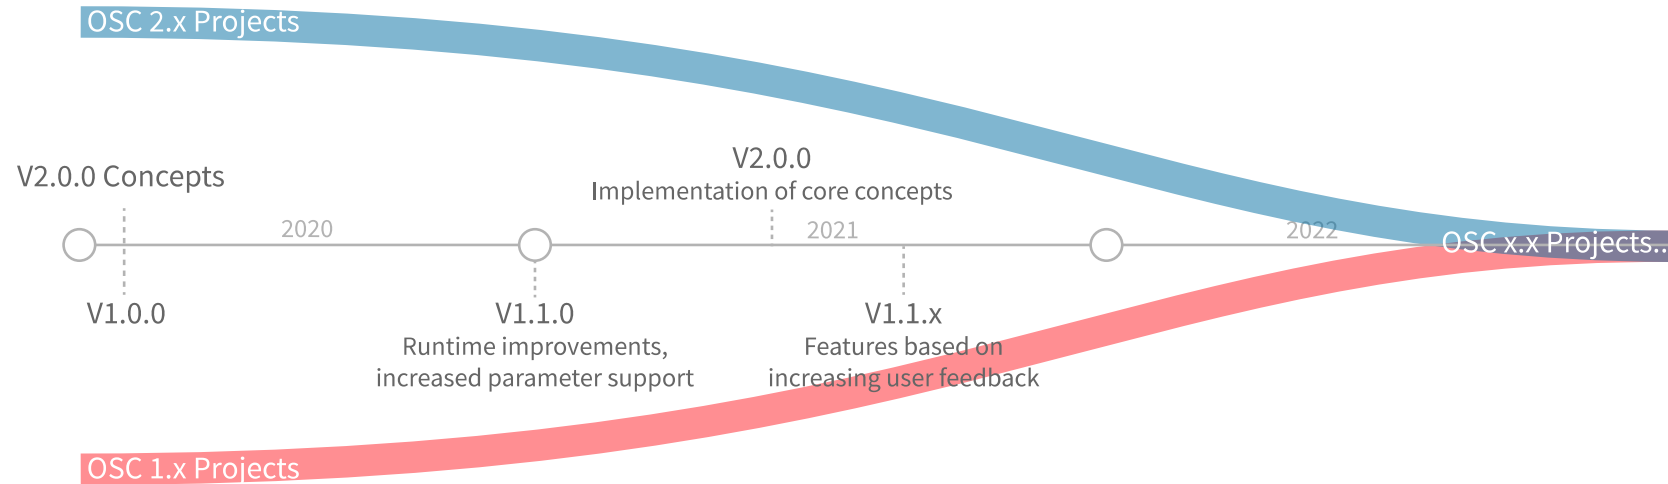 OSC 2.x Projects
V2.0.0
Implementation of core concepts
V2.0.0 Concepts
2020
2021
2022
OSC x.x Projects..
V1.0.0
V1.1.0
Runtime improvements,
increased parameter support
V1.1.x
Features based on
increasing user feedback
OSC 1.x Projects